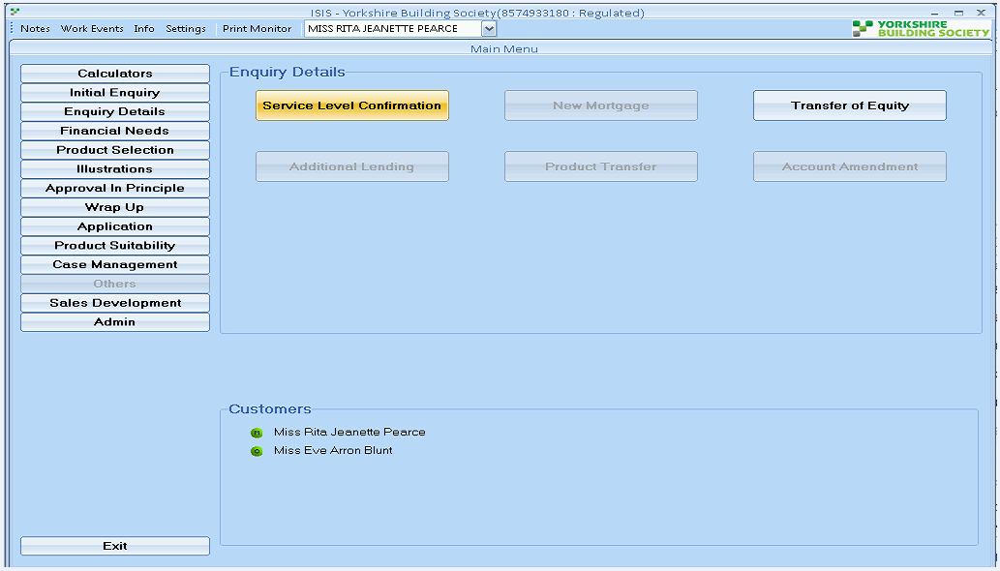 ISIS - Yorkshire Building Society(8574933180 : Regulated)
Notes Work Events Info Settings Print Monitor MISS RITA JEANETTE PEARCE
YORKSHIRE
BUILDING SOCIETY
Main Menu
Calculators
Initial Enquiry
Enquiry Details
Financial Needs
Product Selection
Illustrations
Approval In Principle
Wrap Up
Application
Product Suitability
Case Management
Others
Sales Development
Admin
Exit
Enquiry Details
Service Level Confirmation New Mortgage Transfer of Equity
Additional Lending Product Transfer Account Amendment
Customers
Miss Rita Jeanette Pearce
Miss Eve Arron Blunt